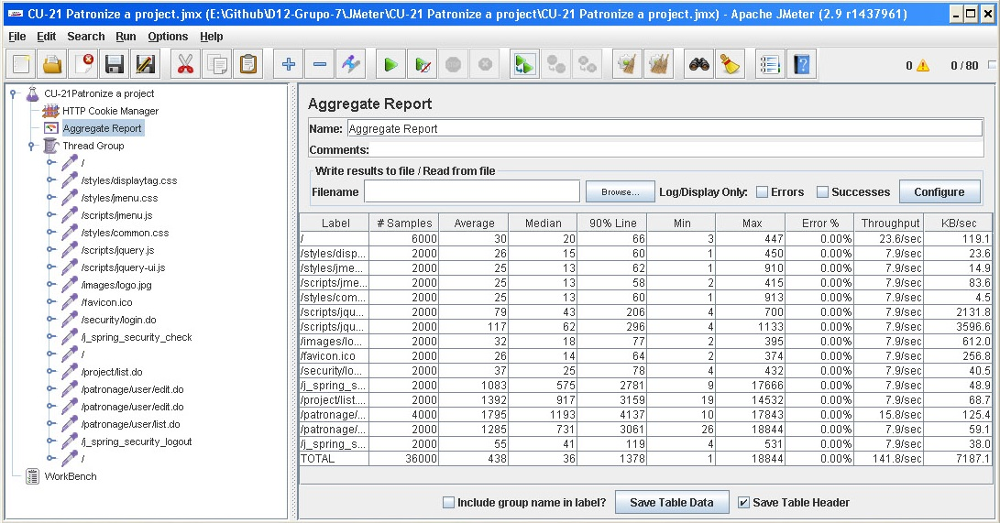 CU-21 Patronize a project.jmx (E:\Github\D12-Grupo-7\JMeter\CU-21 Patronize a project\CU-21 Patronize a project.jmx) - Apache JMeter (2.9 r1437961)
File Edit Search Run Options Help
0 0 / 80
CU-21Patronize a project
HTTP Cookie Manager
Aggregate Report
Thread Group
/
/styles/displaytag.css
/styles/jmenu.css
/scripts/jmenu.js
/styles/common.css
/scripts/jquery.js
/scripts/jquery-ui.js
/images/logo.jpg
/favicon.ico
/security/login.do
/j_spring_security_check
/
/project/list.do
/patronage/user/edit.do
/patronage/user/edit.do
/patronage/user/list.do
/j_spring_security_logout
/
WorkBench
Aggregate Report
Name: Aggregate Report
Comments:
Write results to file / Read from file
Filename Browse... Log/Display Only: Errors Successes Configure
Label # Samples Average Median 90% Line Min Max Error % Throughput KB/sec
/ 6000 30 20 66 3 447 0.00% 23.6/sec 119.1
/styles/disp... 2000 26 15 60 1 450 0.00% 7.9/sec 23.6
/styles/jme... 2000 25 13 62 1 910 0.00% 7.9/sec 14.9
/scripts/jme... 2000 25 13 58 2 415 0.00% 7.9/sec 83.6
/styles/com... 2000 25 13 60 1 913 0.00% 7.9/sec 4.5
/scripts/jqu... 2000 79 43 206 4 700 0.00% 7.9/sec 2131.8
/scripts/jqu... 2000 117 62 296 4 1133 0.00% 7.9/sec 3596.6
/images/lo... 2000 32 18 77 2 395 0.00% 7.9/sec 612.0
/favicon.ico 2000 26 14 64 2 374 0.00% 7.9/sec 256.8
/security/lo... 2000 37 25 78 4 432 0.00% 7.9/sec 40.5
/j_spring_s... 2000 1083 575 2781 9 17666 0.00% 7.9/sec 48.9
/project/list.... 2000 1392 917 3159 19 14532 0.00% 7.9/sec 68.7
/patronage/... 4000 1795 1193 4137 10 17843 0.00% 15.8/sec 125.4
/patronage/... 2000 1285 731 3061 26 18844 0.00% 7.9/sec 59.1
/j_spring_s... 2000 55 41 119 4 531 0.00% 7.9/sec 38.0
TOTAL 36000 438 36 1378 1 18844 0.00% 141.8/sec 7187.1
Include group name in label? Save Table Data Save Table Header